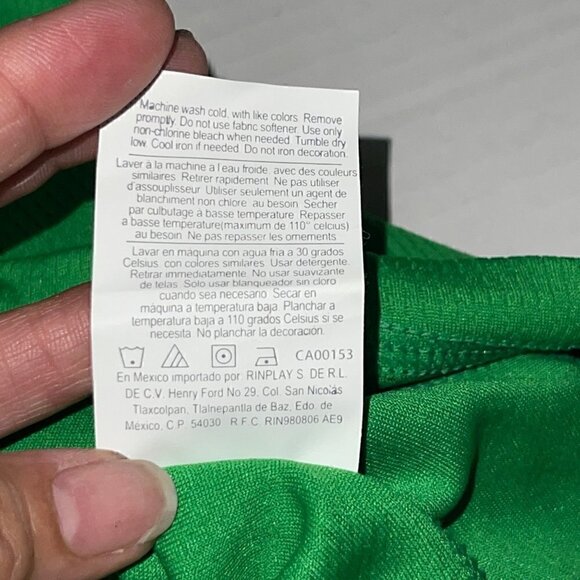 Machine wash cold, with like colors. Remove
promptly. Do not use fabric softener. Use only
non-chlorine bleach when needed. Tumble dry
low. Cool iron if needed. Do not iron decoration.
Laver à la machine a l'eau froide, avec des couleurs
similaires. Retirer rapidement. Ne pas utiliser
d'assouplisseur. Utiliser seulement un agent de
blanchiment non chlore. au besoin. Sécher
par culbutage a basse temperature. Repasser
a basse temperature(maximum de 110° celcius)
au besoin. Ne pas repasser les ornements.
Lavar en maquina con agua fria a 30 grados
Celsius, con colores similares. Usar detergente.
Retirar immediatamente. No usar suavizante
de telas. Solo usar blanqueador sin cloro
cuando sea necesano. Secar en
máquina a temperatura baja. Planchar a
temperatura baja a 110 grados Celsius si se
necesita. No planchar la decoración.
CA00153
En Mexico importado por RINPLAY S. DE R.L.
DE C.V. Henry Ford No 29. Col. San Nicolás
Tlaxcolpan, Tlalnepantla de Baz, Edo. de
México, C.P. 54030 R.F.C. RIN980806 AE9